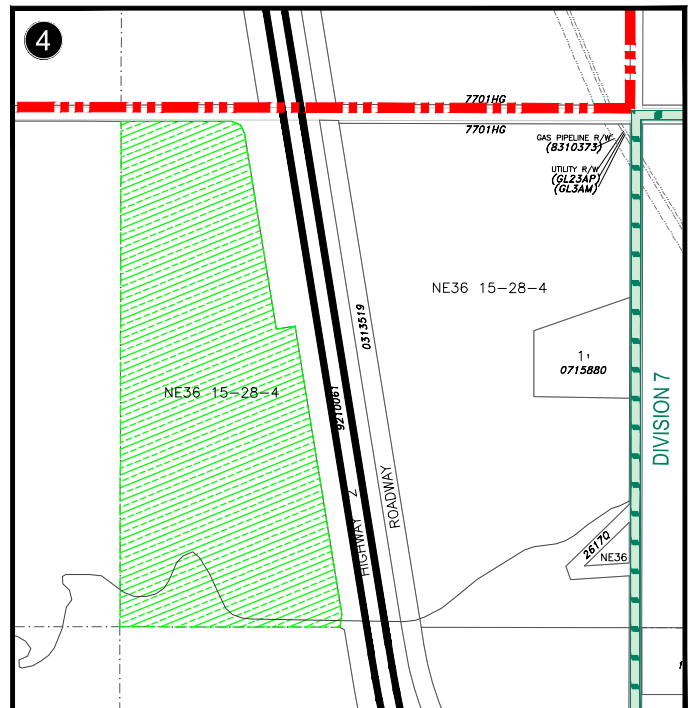 4
7701HG
7701HG
GAS PIPELINE R/W
(8310373)
UTILITY R/W
(GL23AP)
(GL3AM)
NE36 15-28-4
0313519
1,
0715880
NE36 15-28-4
9210061
DIVISION 7
HIGHWAY 2
ROADWAY
2617Q
NE36